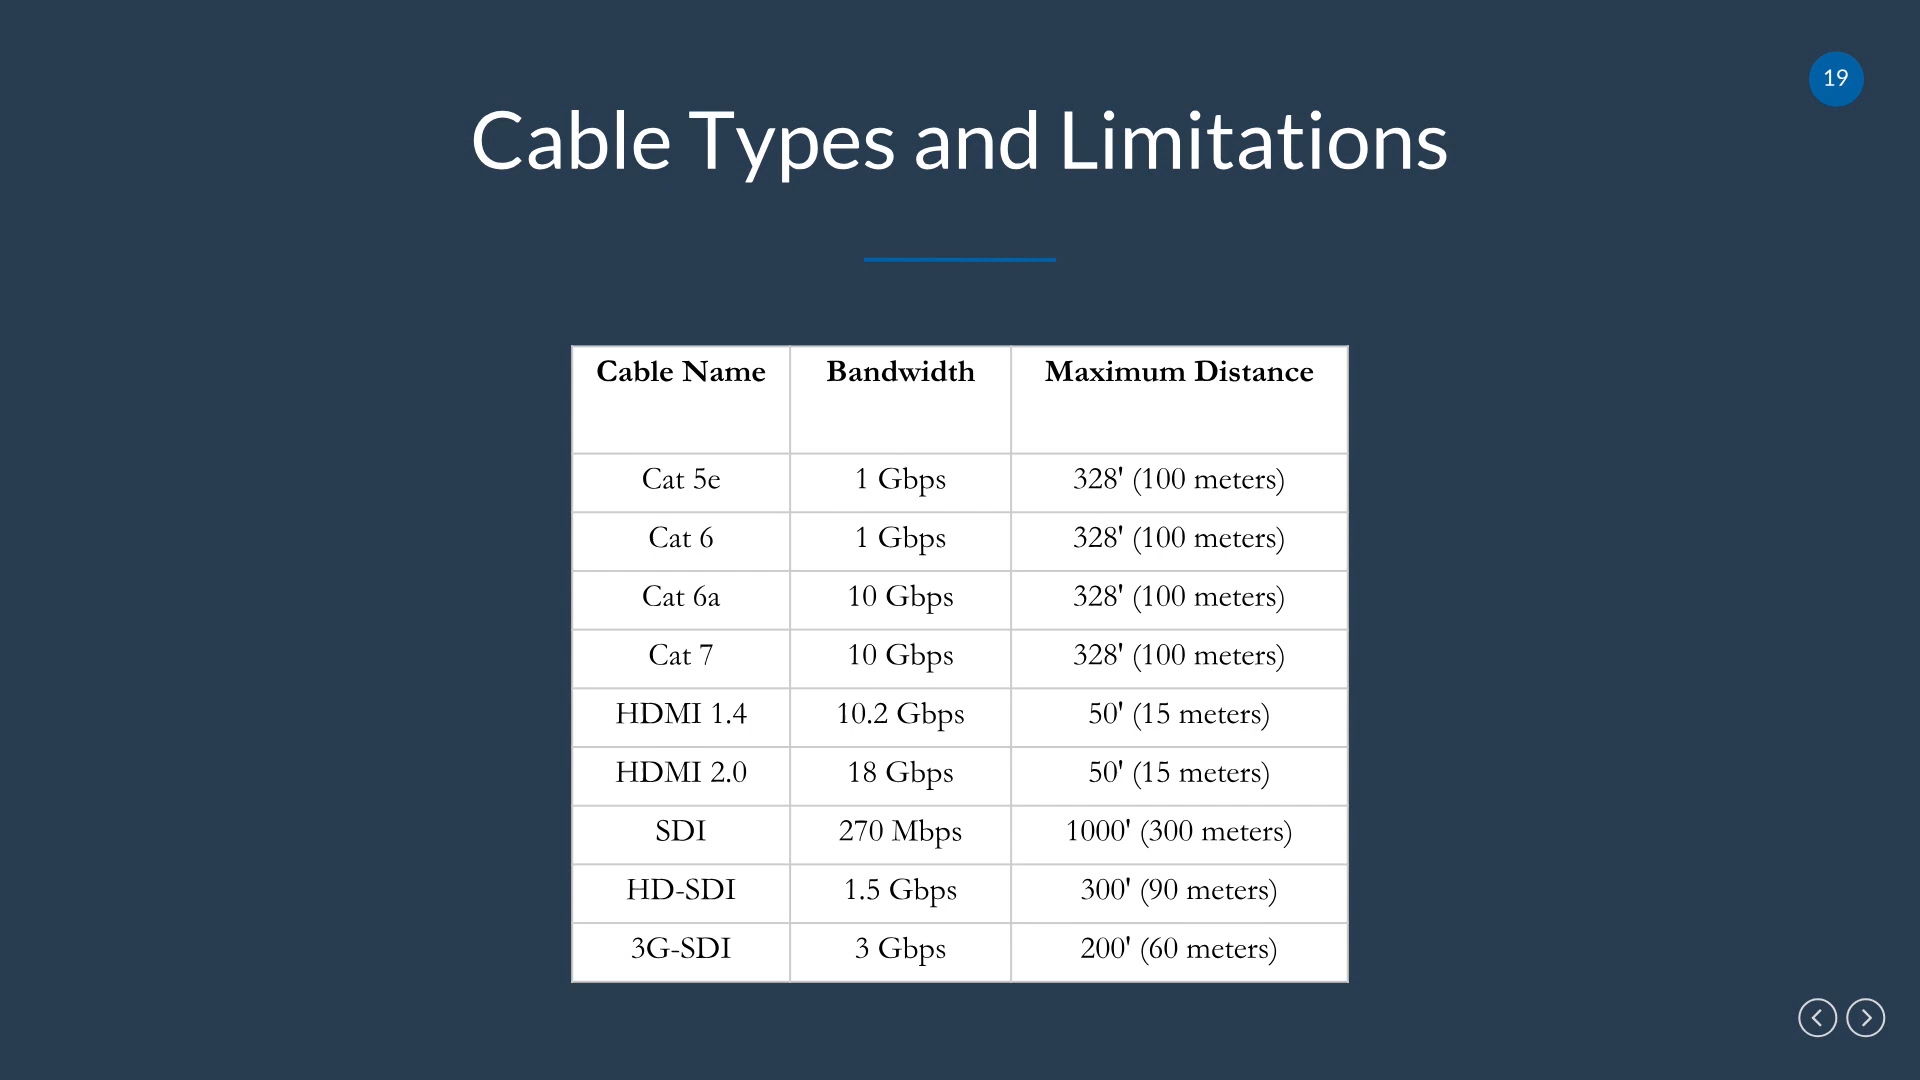 19
Cable Types and Limitations
Cable Name Bandwidth Maximum Distance
Cat 5e 1 Gbps 328' (100 meters)
Cat 6 1 Gbps 328' (100 meters)
Cat 6a 10 Gbps 328' (100 meters)
Cat 7 10 Gbps 328' (100 meters)
HDMI 1.4 10.2 Gbps 50' (15 meters)
HDMI 2.0 18 Gbps 50' (15 meters)
SDI 270 Mbps 1000' (300 meters)
HD-SDI 1.5 Gbps 300' (90 meters)
3G-SDI 3 Gbps 200' (60 meters)